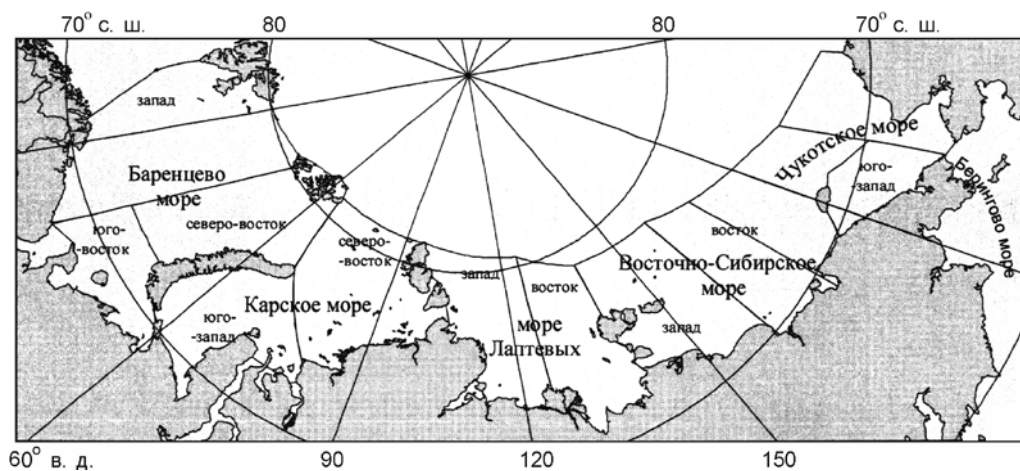 70° с. ш.
80
80
70° с. ш.
запад
Чукотское море
Берингово море
юго-
-запад
Баренцево
море
северо-восток
юго-
-восток
северо-
-восток
запад
восток
восток
Восточно-Сибирское
море
запад
Карское море
юго-
-запад
море
Лаптевых
60° в. д.
90
120
150